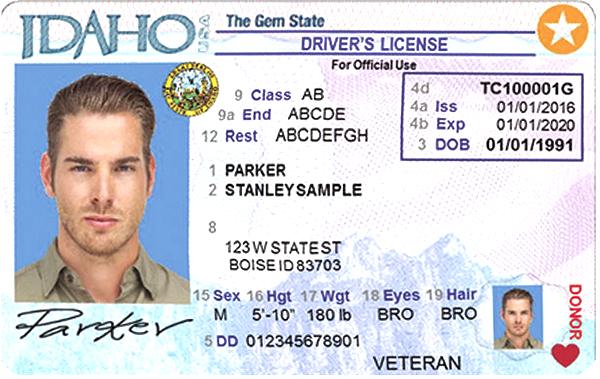 IDAHO USA
The Gem State
DRIVER'S LICENSE
For Official Use
4d TC100001G
4a Iss 01/01/2016
4b Exp 01/01/2020
3 DOB 01/01/1991
9 Class AB
9a End ABCDE
12 Rest ABCDEFGH
1 PARKER
2 STANLEY SAMPLE
8
123 W STATE ST
BOISE ID 83703
15 Sex 16 Hgt 17 Wgt 18 Eyes 19 Hair
M 5'-10" 180 lb BRO BRO
5 DD 012345678901
VETERAN
DONOR
Parker